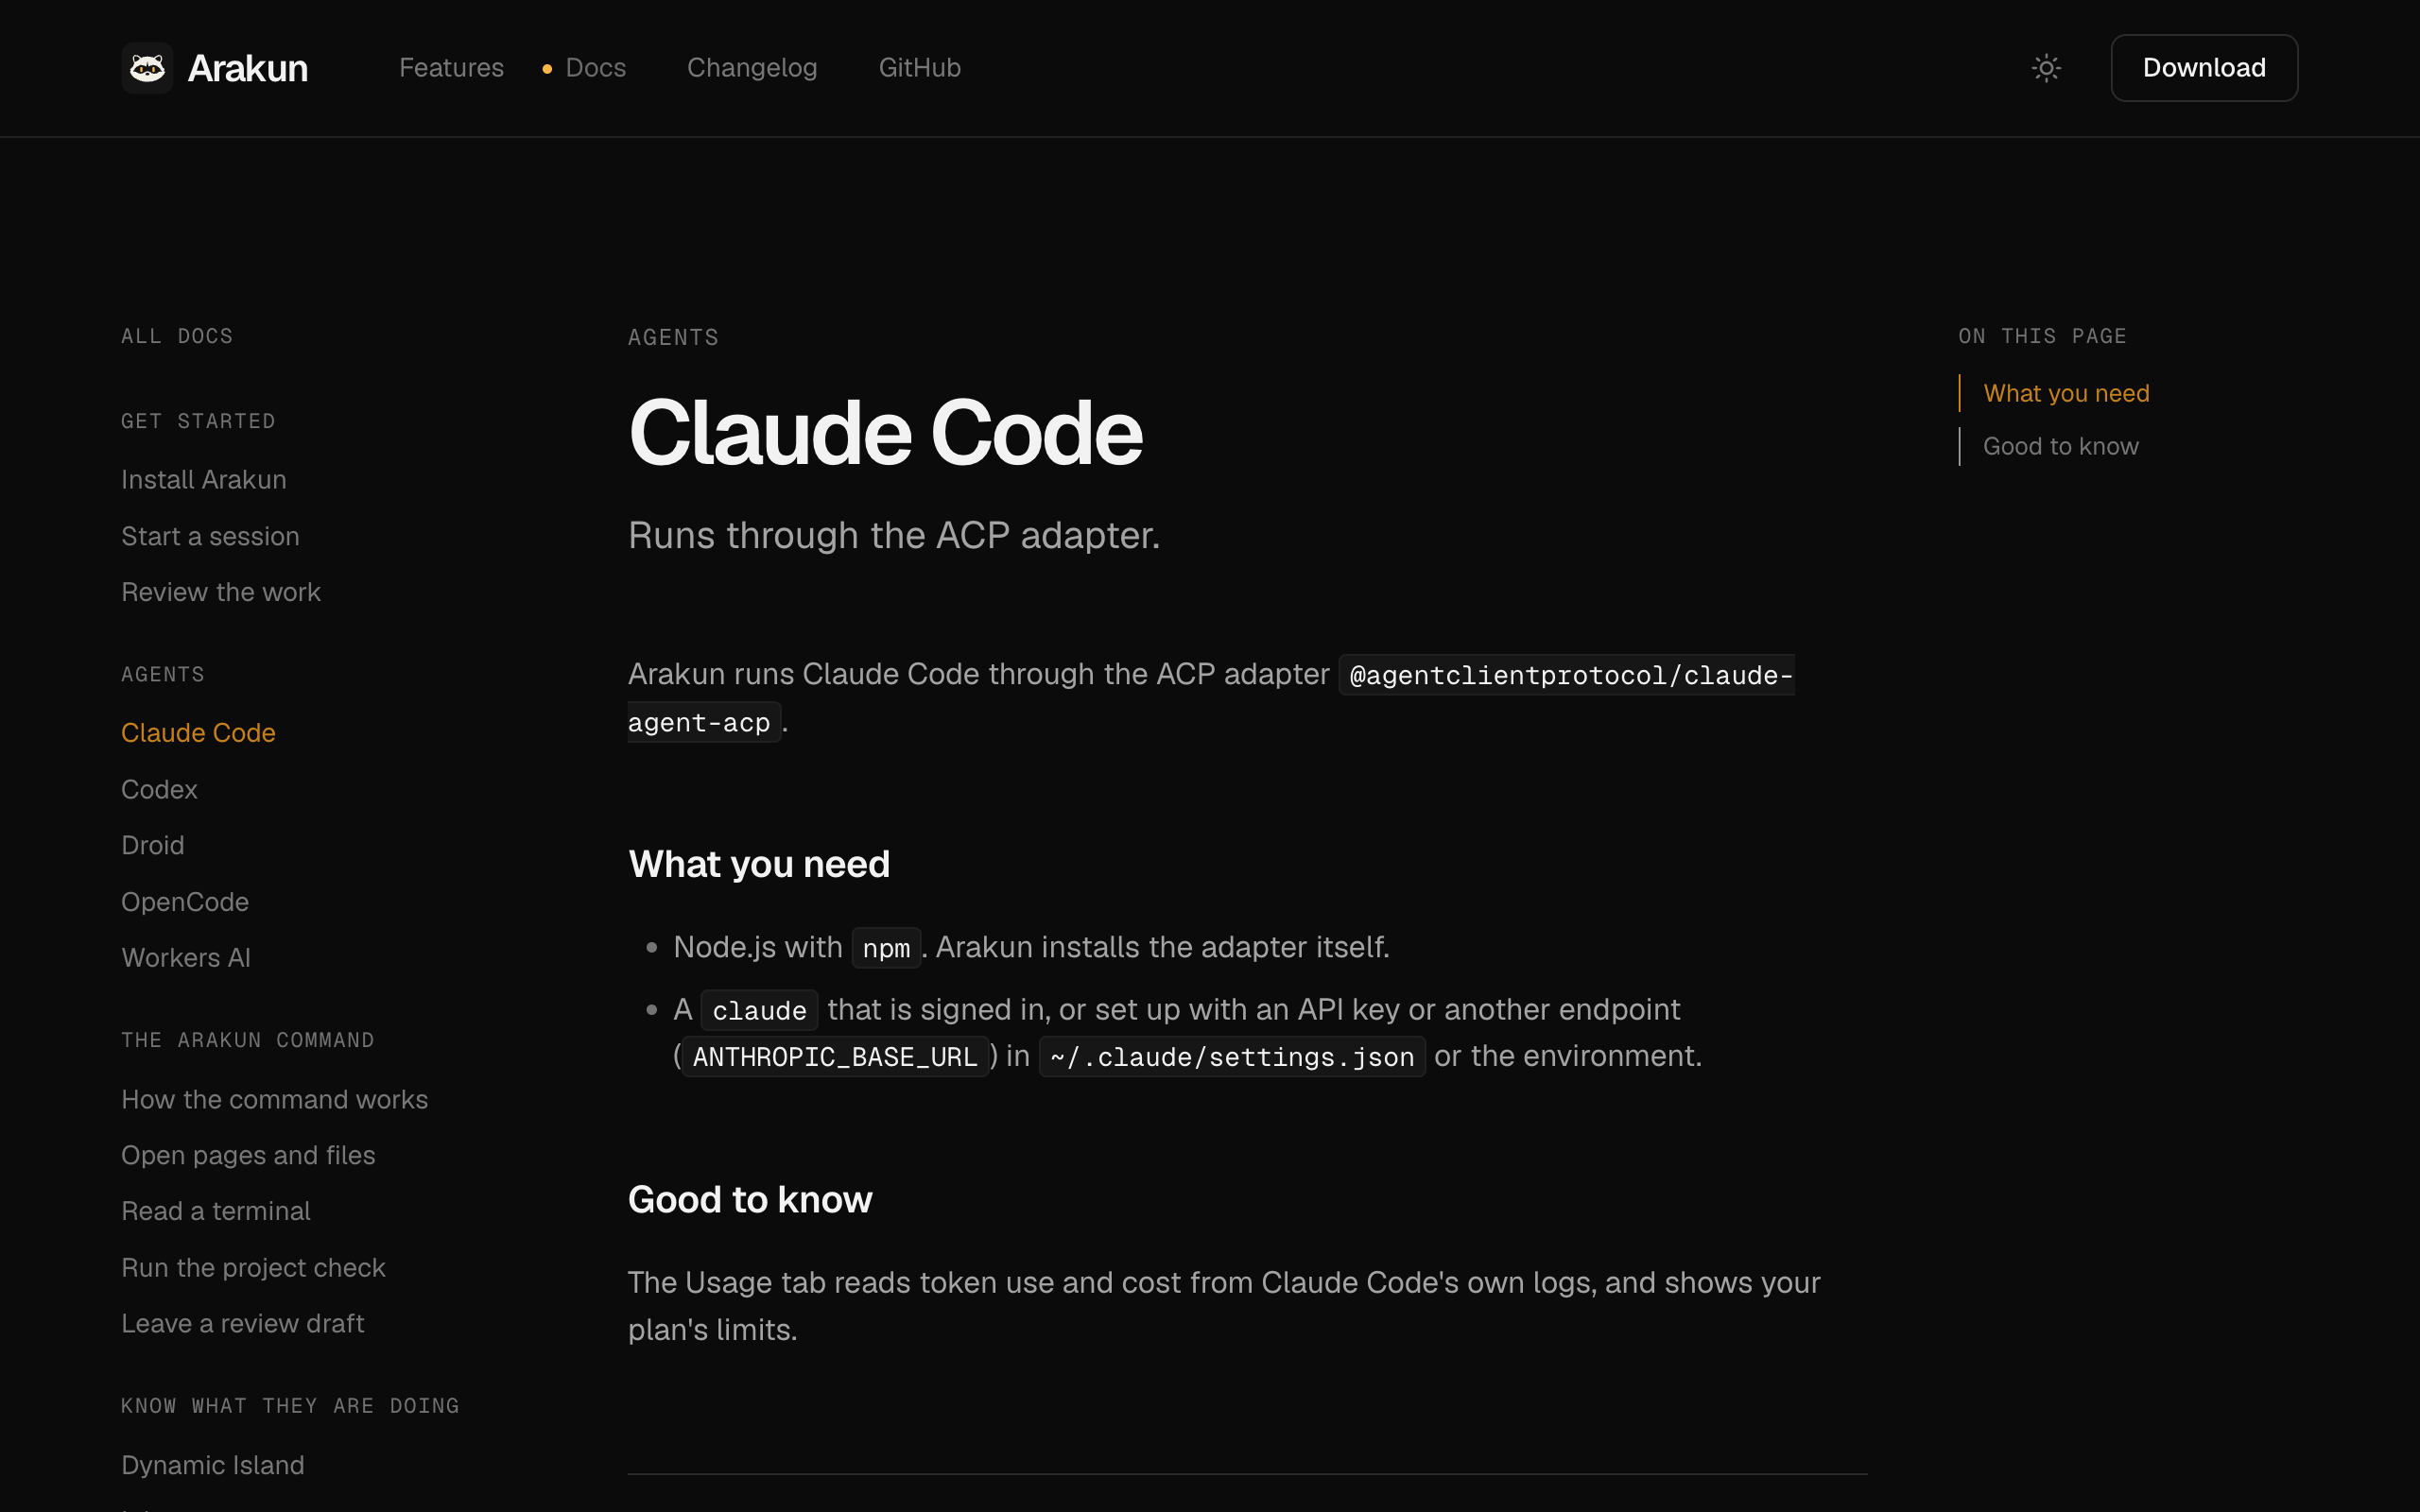 Arakun
Features
Docs
Changelog
GitHub
Download
ALL DOCS
GET STARTED
Install Arakun
Start a session
Review the work
AGENTS
Claude Code
Codex
Droid
OpenCode
Workers AI
THE ARAKUN COMMAND
How the command works
Open pages and files
Read a terminal
Run the project check
Leave a review draft
KNOW WHAT THEY ARE DOING
Dynamic Island
AGENTS
Claude Code
Runs through the ACP adapter.
Arakun runs Claude Code through the ACP adapter @agentclientprotocol/claude-
agent-acp.
What you need
Node.js with npm. Arakun installs the adapter itself.
A claude that is signed in, or set up with an API key or another endpoint
(ANTHROPIC_BASE_URL) in ~/.claude/settings.json or the environment.
Good to know
The Usage tab reads token use and cost from Claude Code's own logs, and shows your
plan's limits.
ON THIS PAGE
What you need
Good to know